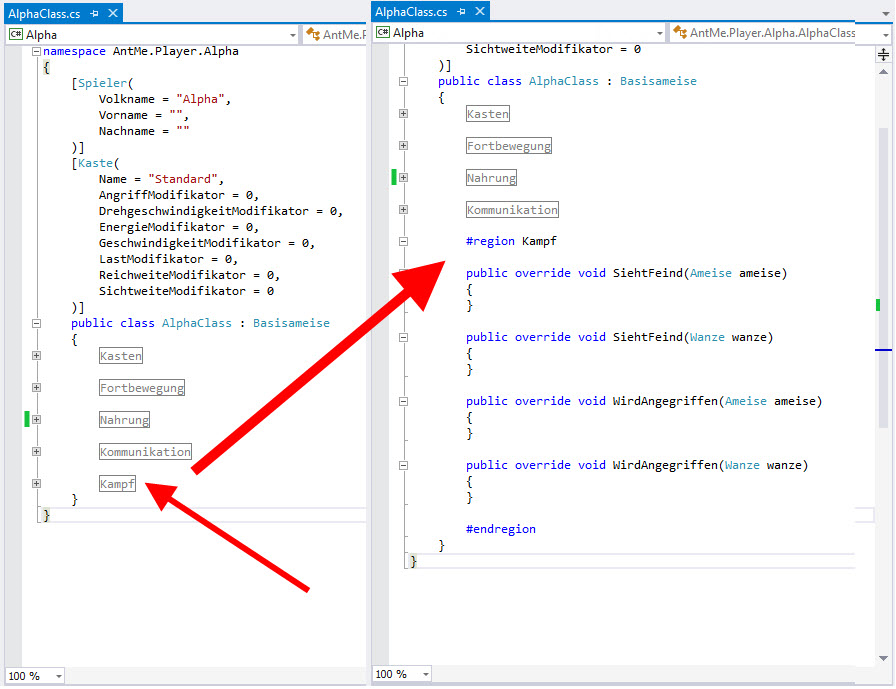 AlphaClass.cs
Alpha
AntMe.P
namespace AntMe.Player.Alpha
{
[Spieler(
Volkname = "Alpha",
Vorname = "",
Nachname = ""
)]
[Kaste(
Name = "Standard",
AngriffModifikator = 0,
DrehgeschwindigkeitModifikator = 0,
EnergieModifikator = 0,
GeschwindigkeitModifikator = 0,
LastModifikator = 0,
ReichweiteModifikator = 0,
SichtweiteModifikator = 0
)]
public class AlphaClass : Basisameise
{
Kasten
Fortbewegung
Nahrung
Kommunikation
Kampf
}
}
100 %
AlphaClass.cs
Alpha
AntMe.Player.Alpha.AlphaClass
SichtweiteModifikator = 0
)]
public class AlphaClass : Basisameise
{
Kasten
Fortbewegung
Nahrung
Kommunikation
#region Kampf
public override void SiehtFeind(Ameise ameise)
{
}
public override void SiehtFeind(Wanze wanze)
{
}
public override void WirdAngegriffen(Ameise ameise)
{
}
public override void WirdAngegriffen(Wanze wanze)
{
}
#endregion
}
}
100 %